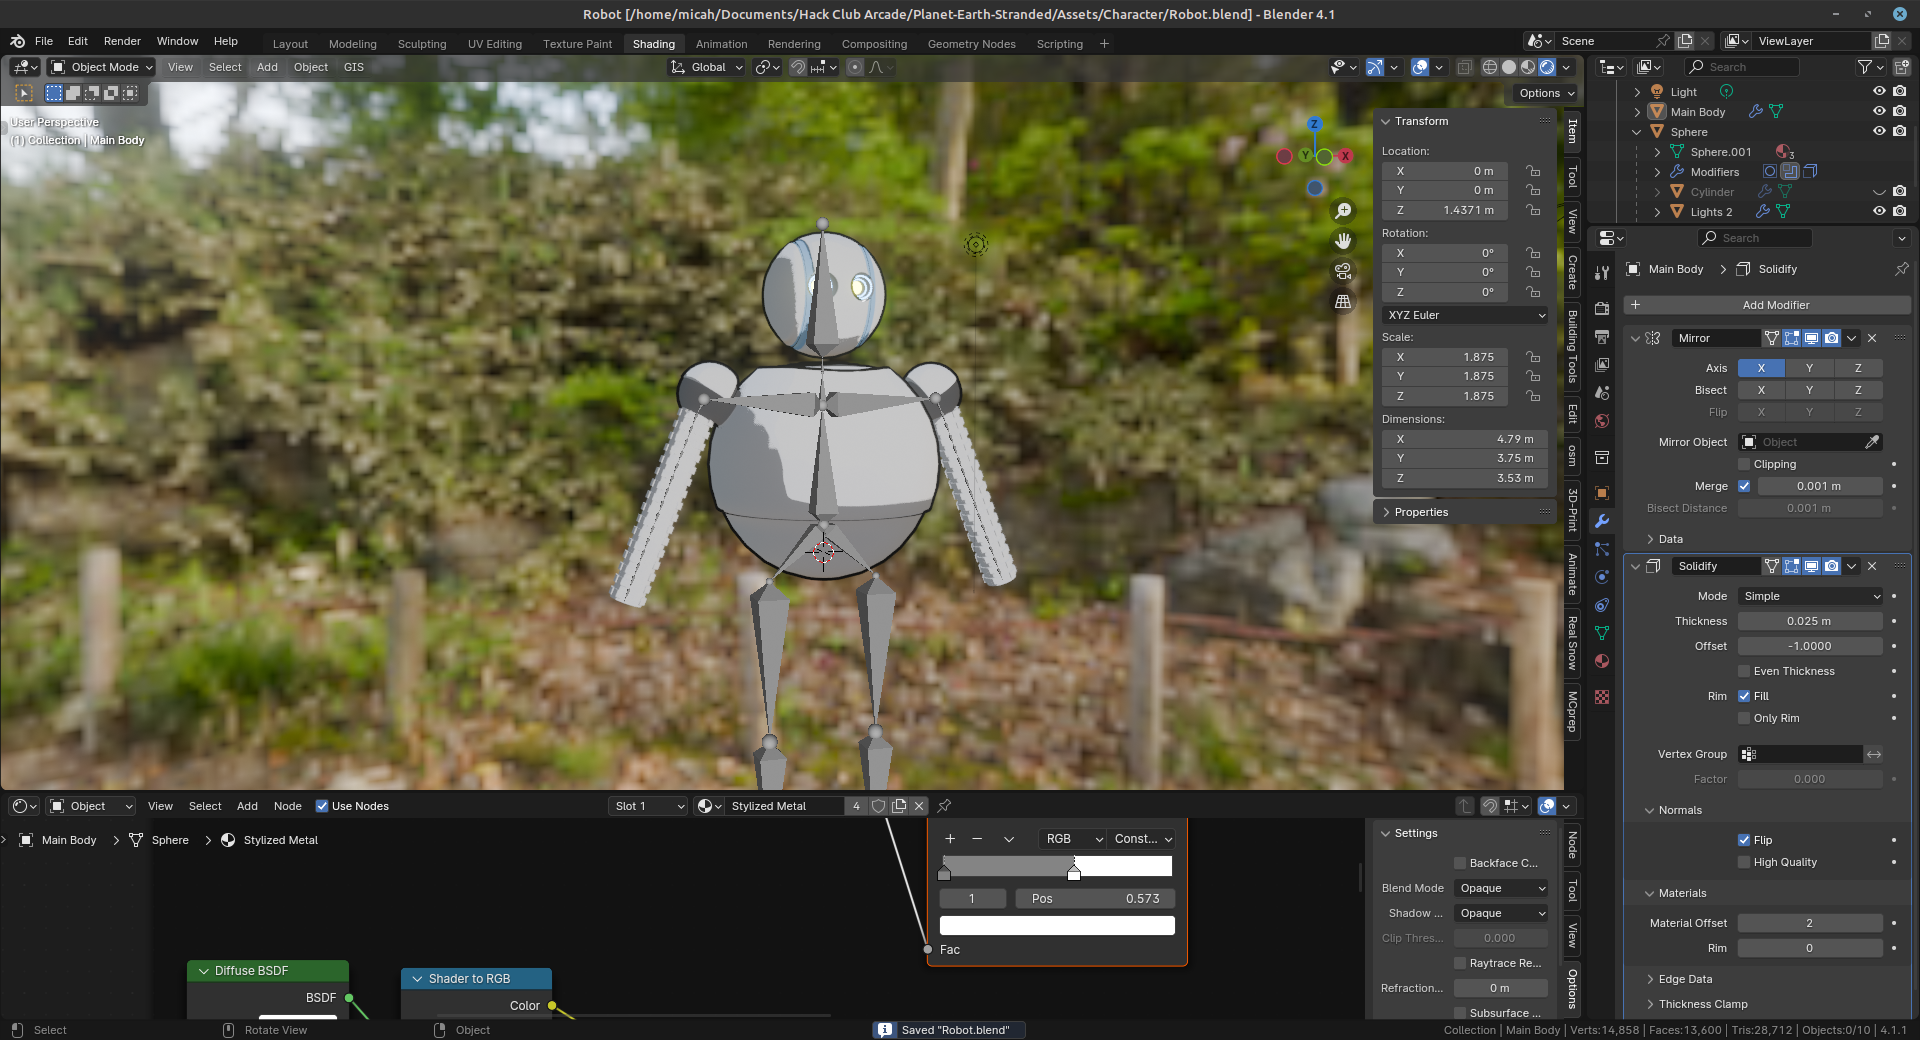 Robot [/home/micah/Documents/Hack Club Arcade/Planet-Earth-Stranded/Assets/Character/Robot.blend] - Blender 4.1
File Edit Render Window Help Layout Modeling Sculpting UV Editing Texture Paint Shading Animation Rendering Compositing Geometry Nodes Scripting + Scene ViewLayer
Object Mode View Select Add Object GIS Global
Options
User Perspective
(1) Collection | Main Body
Z
Y X
Transform
Location:
X 0 m
Y 0 m
Z 1.4371 m
Rotation:
X 0°
Y 0°
Z 0°
XYZ Euler
Scale:
X 1.875
Y 1.875
Z 1.875
Dimensions:
X 4.79 m
Y 3.75 m
Z 3.53 m
Properties
Item
Tool
View
Create
Building Tools
Edit
osm
3D-Print
Animate
Real Snow
MCprep
Search
Light
Main Body
Sphere
Sphere.001 3
Modifiers
Cylinder
Lights 2
Search
Main Body > Solidify
+ Add Modifier
Mirror
Axis X Y Z
Bisect X Y Z
Flip X Y Z
Mirror Object Object
Clipping
Merge 0.001 m
Bisect Distance 0.001 m
Data
Solidify
Mode Simple
Thickness 0.025 m
Offset -1.0000
Even Thickness
Rim Fill
Only Rim
Vertex Group
Factor 0.000
Normals
Flip
High Quality
Materials
Material Offset 2
Rim 0
Edge Data
Thickness Clamp
Object View Select Add Node Use Nodes Slot 1 Stylized Metal 4
Main Body > Sphere > Stylized Metal
+ − RGB Const...
1 Pos 0.573
Fac
Diffuse BSDF
BSDF
Shader to RGB
Color
Settings
Backface C...
Blend Mode Opaque
Shadow ... Opaque
Clip Thres... 0.000
Raytrace Re...
Refraction... 0 m
Subsurface ...
Node
Tool
View
Options
Select Rotate View Object Saved "Robot.blend" Collection | Main Body | Verts:14,858 | Faces:13,600 | Tris:28,712 | Objects:0/10 | 4.1.1